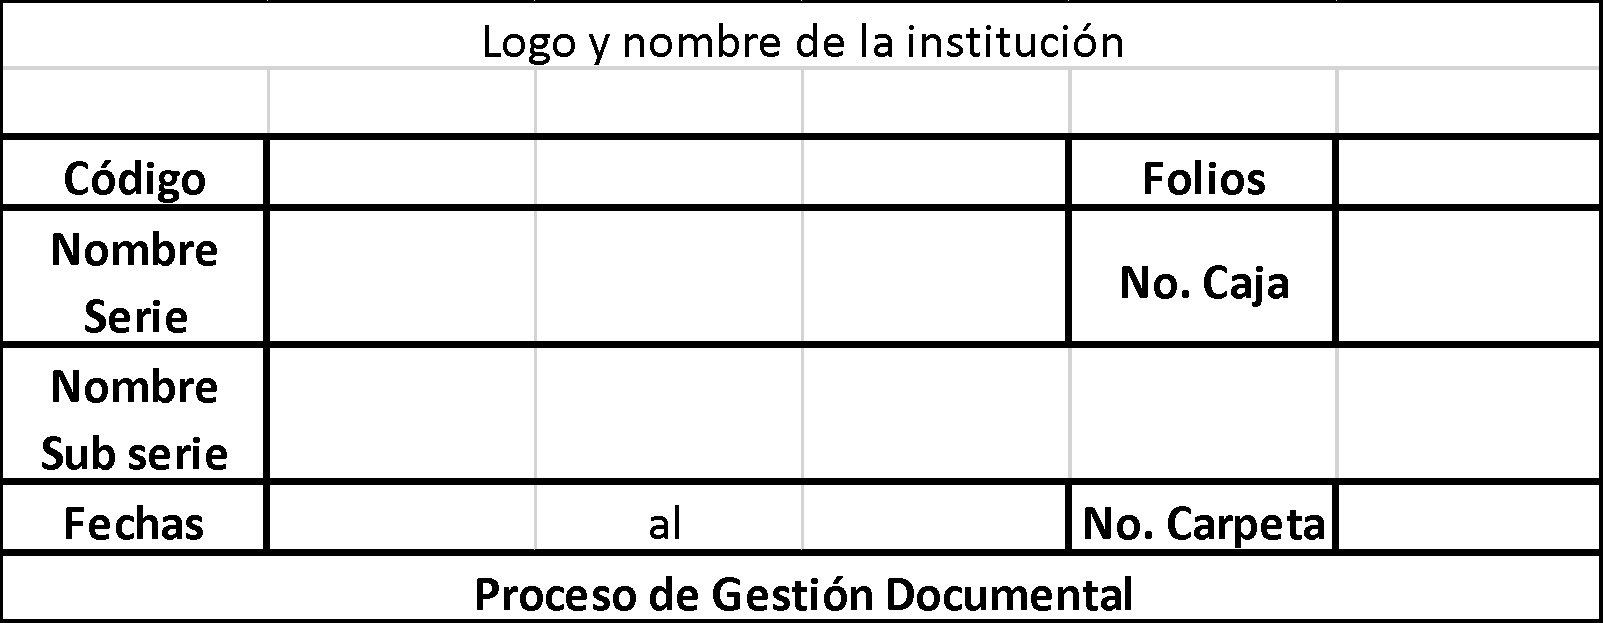 Logo y nombre de la institución
Código
Folios
Nombre
Serie
No. Caja
Nombre
Sub serie
Fechas
al
No. Carpeta
Proceso de Gestión Documental